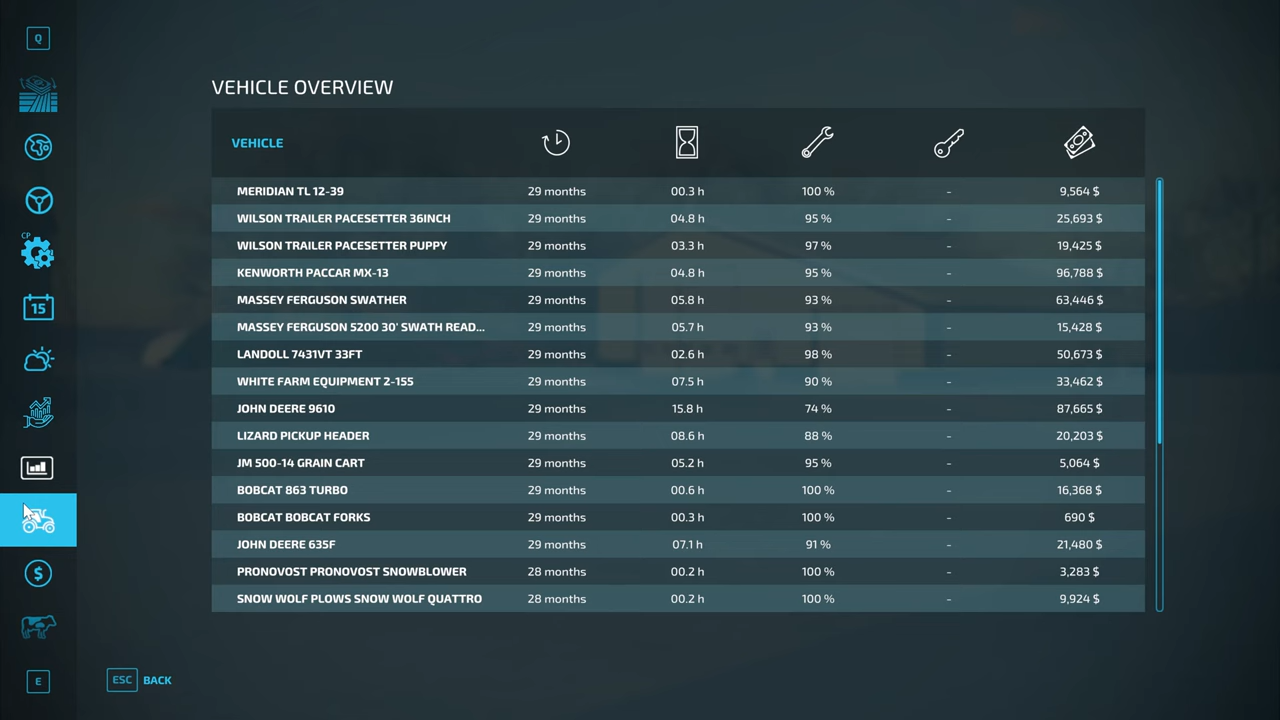 Q
VEHICLE OVERVIEW
VEHICLE
MERIDIAN TL 12-39 29 months 00.3 h 100 % - 9,564 $
WILSON TRAILER PACESETTER 36INCH 29 months 04.8 h 95 % - 25,693 $
WILSON TRAILER PACESETTER PUPPY 29 months 03.3 h 97 % - 19,425 $
CP
KENWORTH PACCAR MX-13 29 months 04.8 h 95 % - 96,788 $
MASSEY FERGUSON SWATHER 29 months 05.8 h 93 % - 63,446 $
15
MASSEY FERGUSON 5200 30' SWATH READ... 29 months 05.7 h 93 % - 15,428 $
LANDOLL 7431VT 33FT 29 months 02.6 h 98 % - 50,673 $
WHITE FARM EQUIPMENT 2-155 29 months 07.5 h 90 % - 33,462 $
JOHN DEERE 9610 29 months 15.8 h 74 % - 87,665 $
LIZARD PICKUP HEADER 29 months 08.6 h 88 % - 20,203 $
JM 500-14 GRAIN CART 29 months 05.2 h 95 % - 5,064 $
BOBCAT 863 TURBO 29 months 00.6 h 100 % - 16,368 $
BOBCAT BOBCAT FORKS 29 months 00.3 h 100 % - 690 $
JOHN DEERE 635F 29 months 07.1 h 91 % - 21,480 $
PRONOVOST PRONOVOST SNOWBLOWER 28 months 00.2 h 100 % - 3,283 $
$
SNOW WOLF PLOWS SNOW WOLF QUATTRO 28 months 00.2 h 100 % - 9,924 $
E
ESC BACK